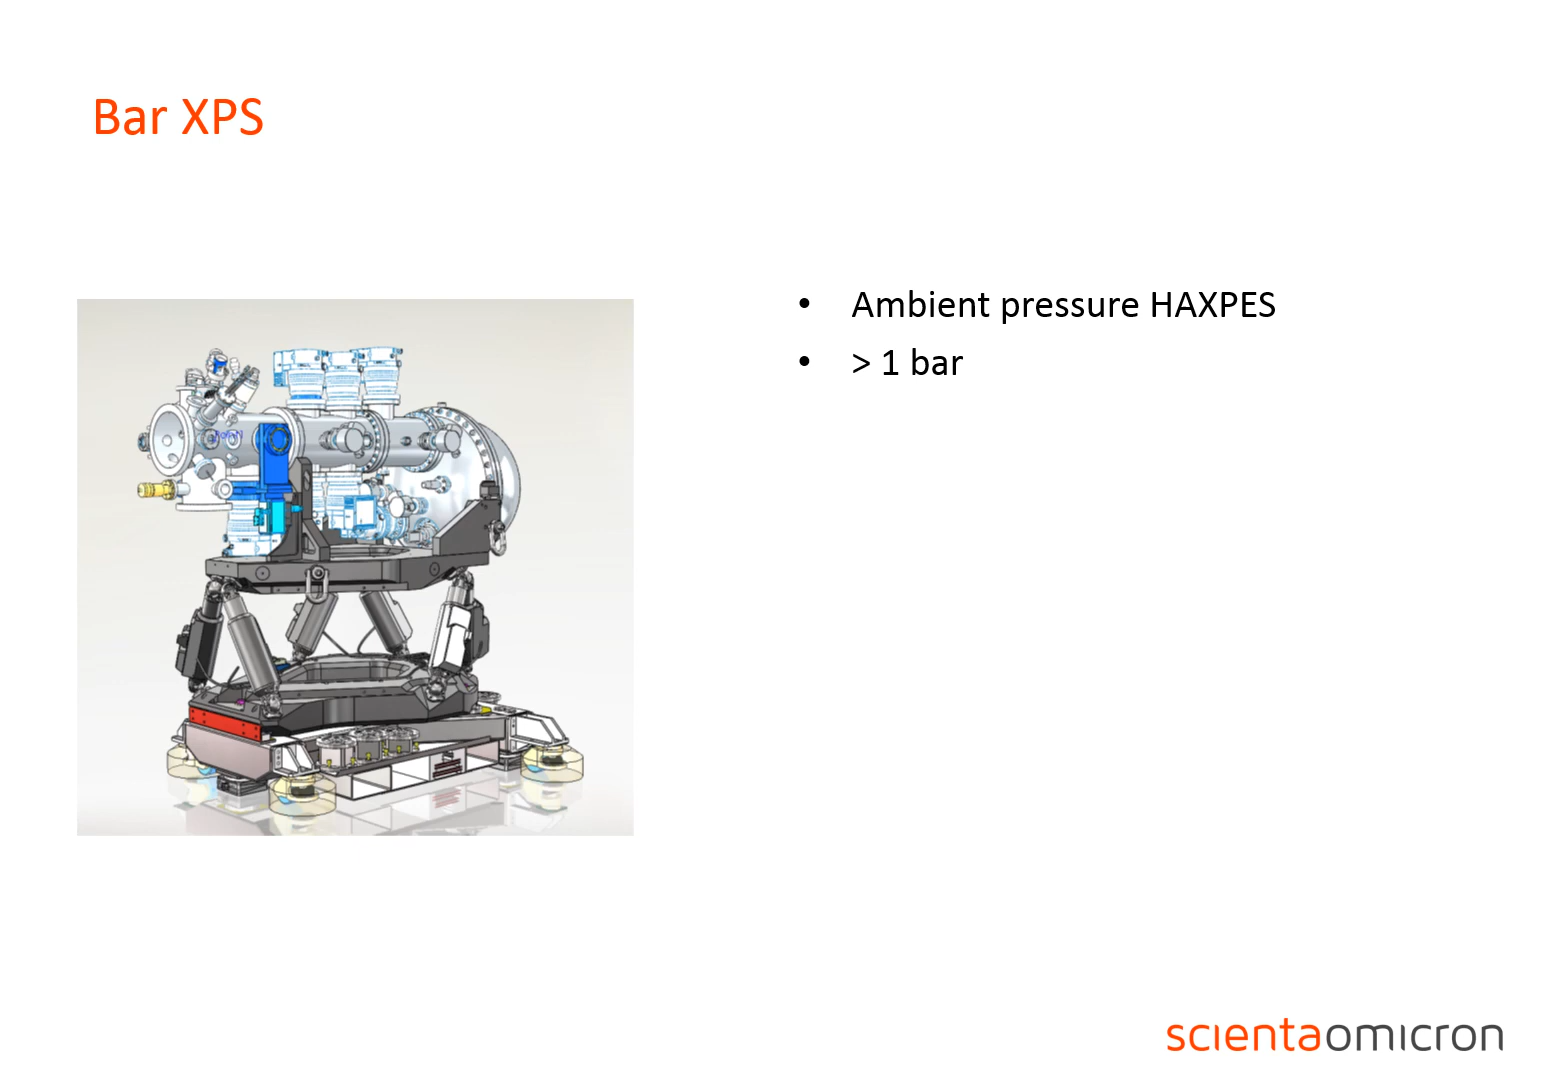 Bar XPS
• Ambient pressure HAXPES
• > 1 bar
scientaomicron